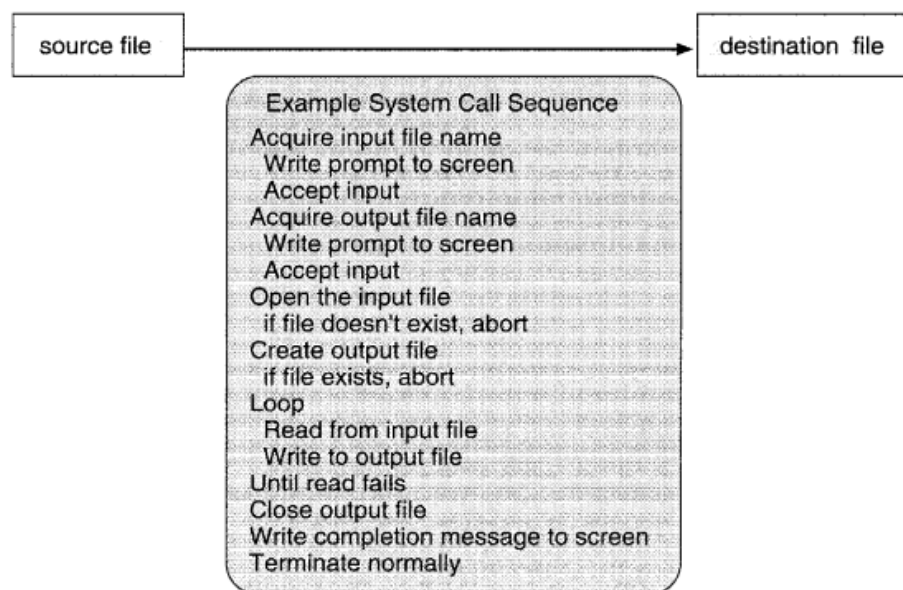 source file
destination file
Example System Call Sequence
Acquire input file name
Write prompt to screen
Accept input
Acquire output file name
Write prompt to screen
Accept input
Open the input file
if file doesn't exist, abort
Create output file
if file exists, abort
Loop
Read from input file
Write to output file
Until read fails
Close output file
Write completion message to screen
Terminate normally